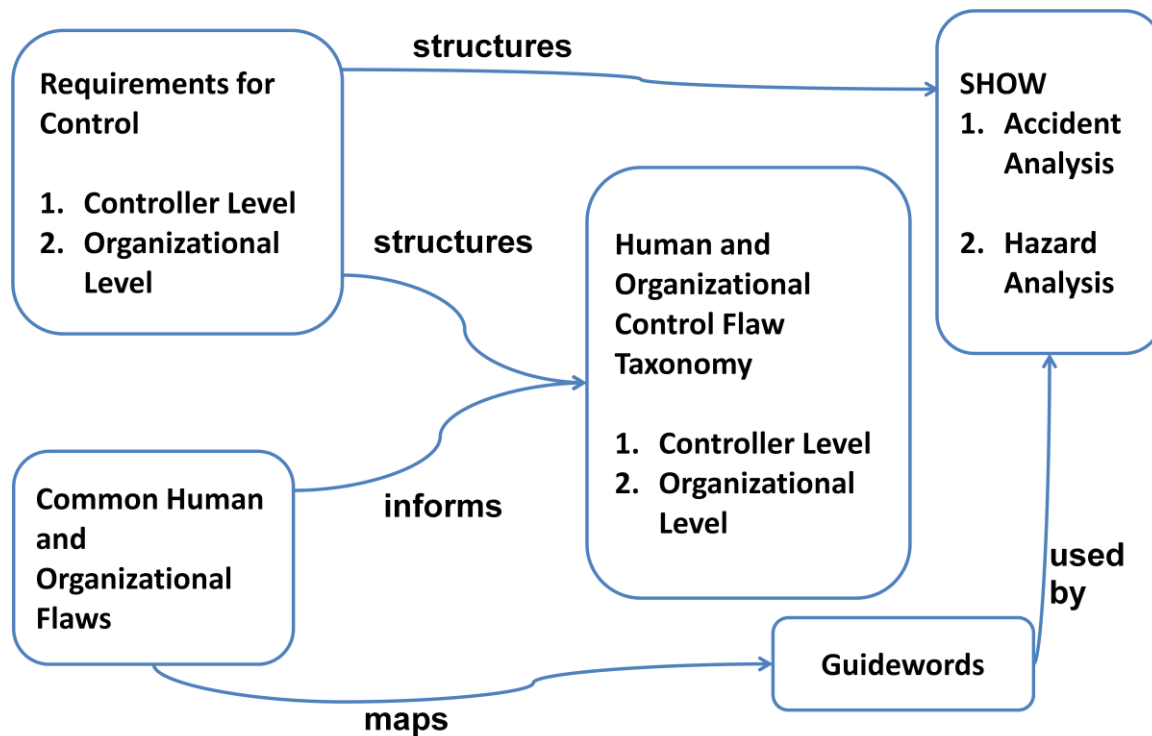 structures
Requirements for
Control
1. Controller Level
2. Organizational
Level
SHOW
1. Accident
Analysis
2. Hazard
Analysis
structures
Human and
Organizational
Control Flaw
Taxonomy
1. Controller Level
2. Organizational
Level
informs
Common Human
and
Organizational
Flaws
used
by
Guidewords
maps